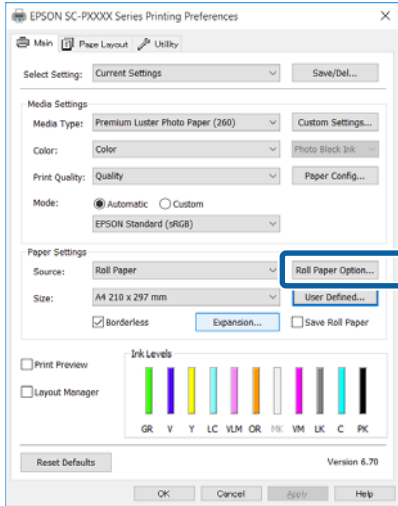 EPSON SC-PXXXX Series Printing Preferences
Main Page Layout Utility
Select Setting: Current Settings Save/Del...
Media Settings
Media Type: Premium Luster Photo Paper (260) Custom Settings...
Color: Color Photo Black Ink
Print Quality: Quality Paper Config...
Mode: Automatic Custom
EPSON Standard (sRGB)
Paper Settings
Source: Roll Paper Roll Paper Option...
Size: A4 210 x 297 mm User Defined...
Borderless Expansion... Save Roll Paper
Print Preview
Layout Manager
Ink Levels
GR V Y LC VLM OR MK VM LK C PK
Reset Defaults Version 6.70
OK Cancel Apply Help